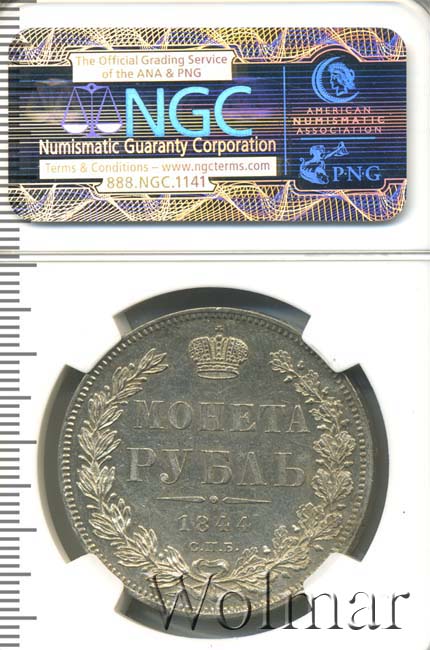 The Official Grading Service
of the ANA & PNG
NGC
Numismatic Guaranty Corporation
Terms & Conditions – www.ngcterms.com
888.NGC.1141
AMERICAN
NUMISMATIC
ASSOCIATION
P·N·G
МОНЕТА
РУБЛЬ
1844
С.П.Б.
Wolmar